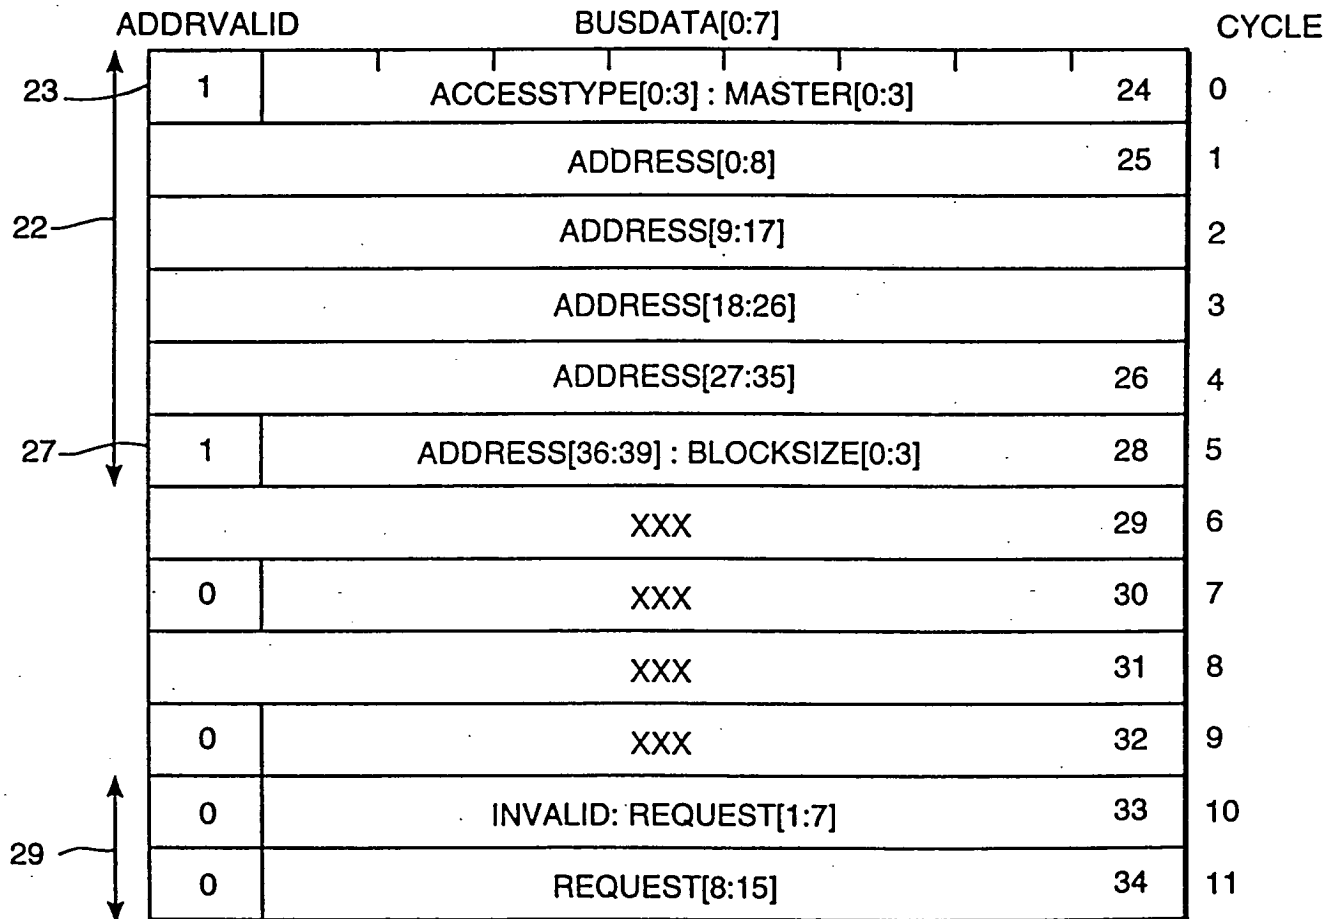 ADDRVALID BUSDATA[0:7] CYCLE
23 1 ACCESSTYPE[0:3] : MASTER[0:3] 24 0
ADDRESS[0:8] 25 1
22 ADDRESS[9:17] 2
ADDRESS[18:26] 3
ADDRESS[27:35] 26 4
27 1 ADDRESS[36:39] : BLOCKSIZE[0:3] 28 5
XXX 29 6
0 XXX 30 7
XXX 31 8
0 XXX 32 9
0 INVALID: REQUEST[1:7] 33 10
29
0 REQUEST[8:15] 34 11